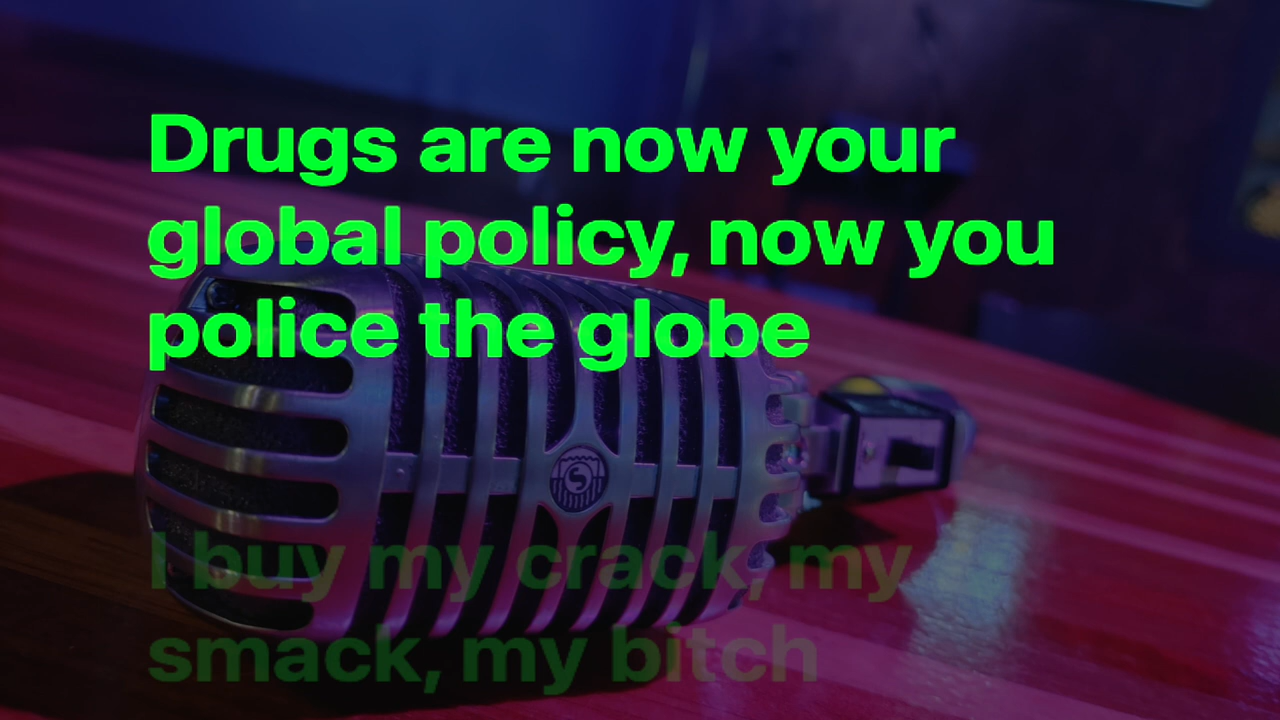 Drugs are now your
global policy, now you
police the globe
I buy my crack, my
smack, my bitch